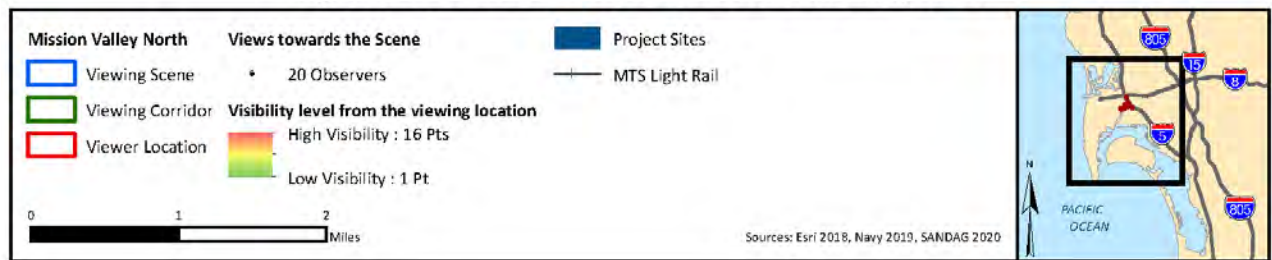 Mission Valley North
Viewing Scene
Viewing Corridor
Viewer Location
Views towards the Scene
20 Observers
Visibility level from the viewing location
High Visibility : 16 Pts
Low Visibility : 1 Pt
Project Sites
MTS Light Rail
0 1 2
Miles
Sources: Esri 2018, Navy 2019, SANDAG 2020
805
15
8
5
N
PACIFIC
OCEAN
805